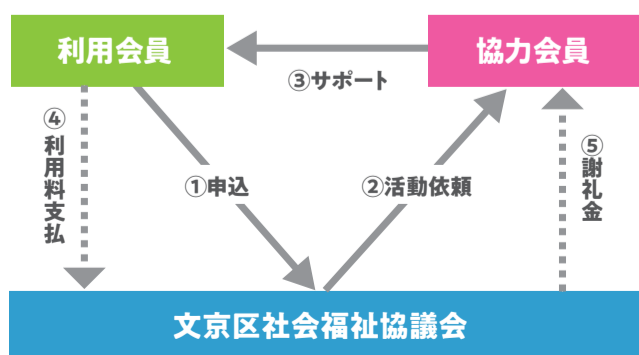 利用会員
協力会員
③サポート
④利用料支払
①申込
②活動依頼
⑤謝礼金
文京区社会福祉協議会